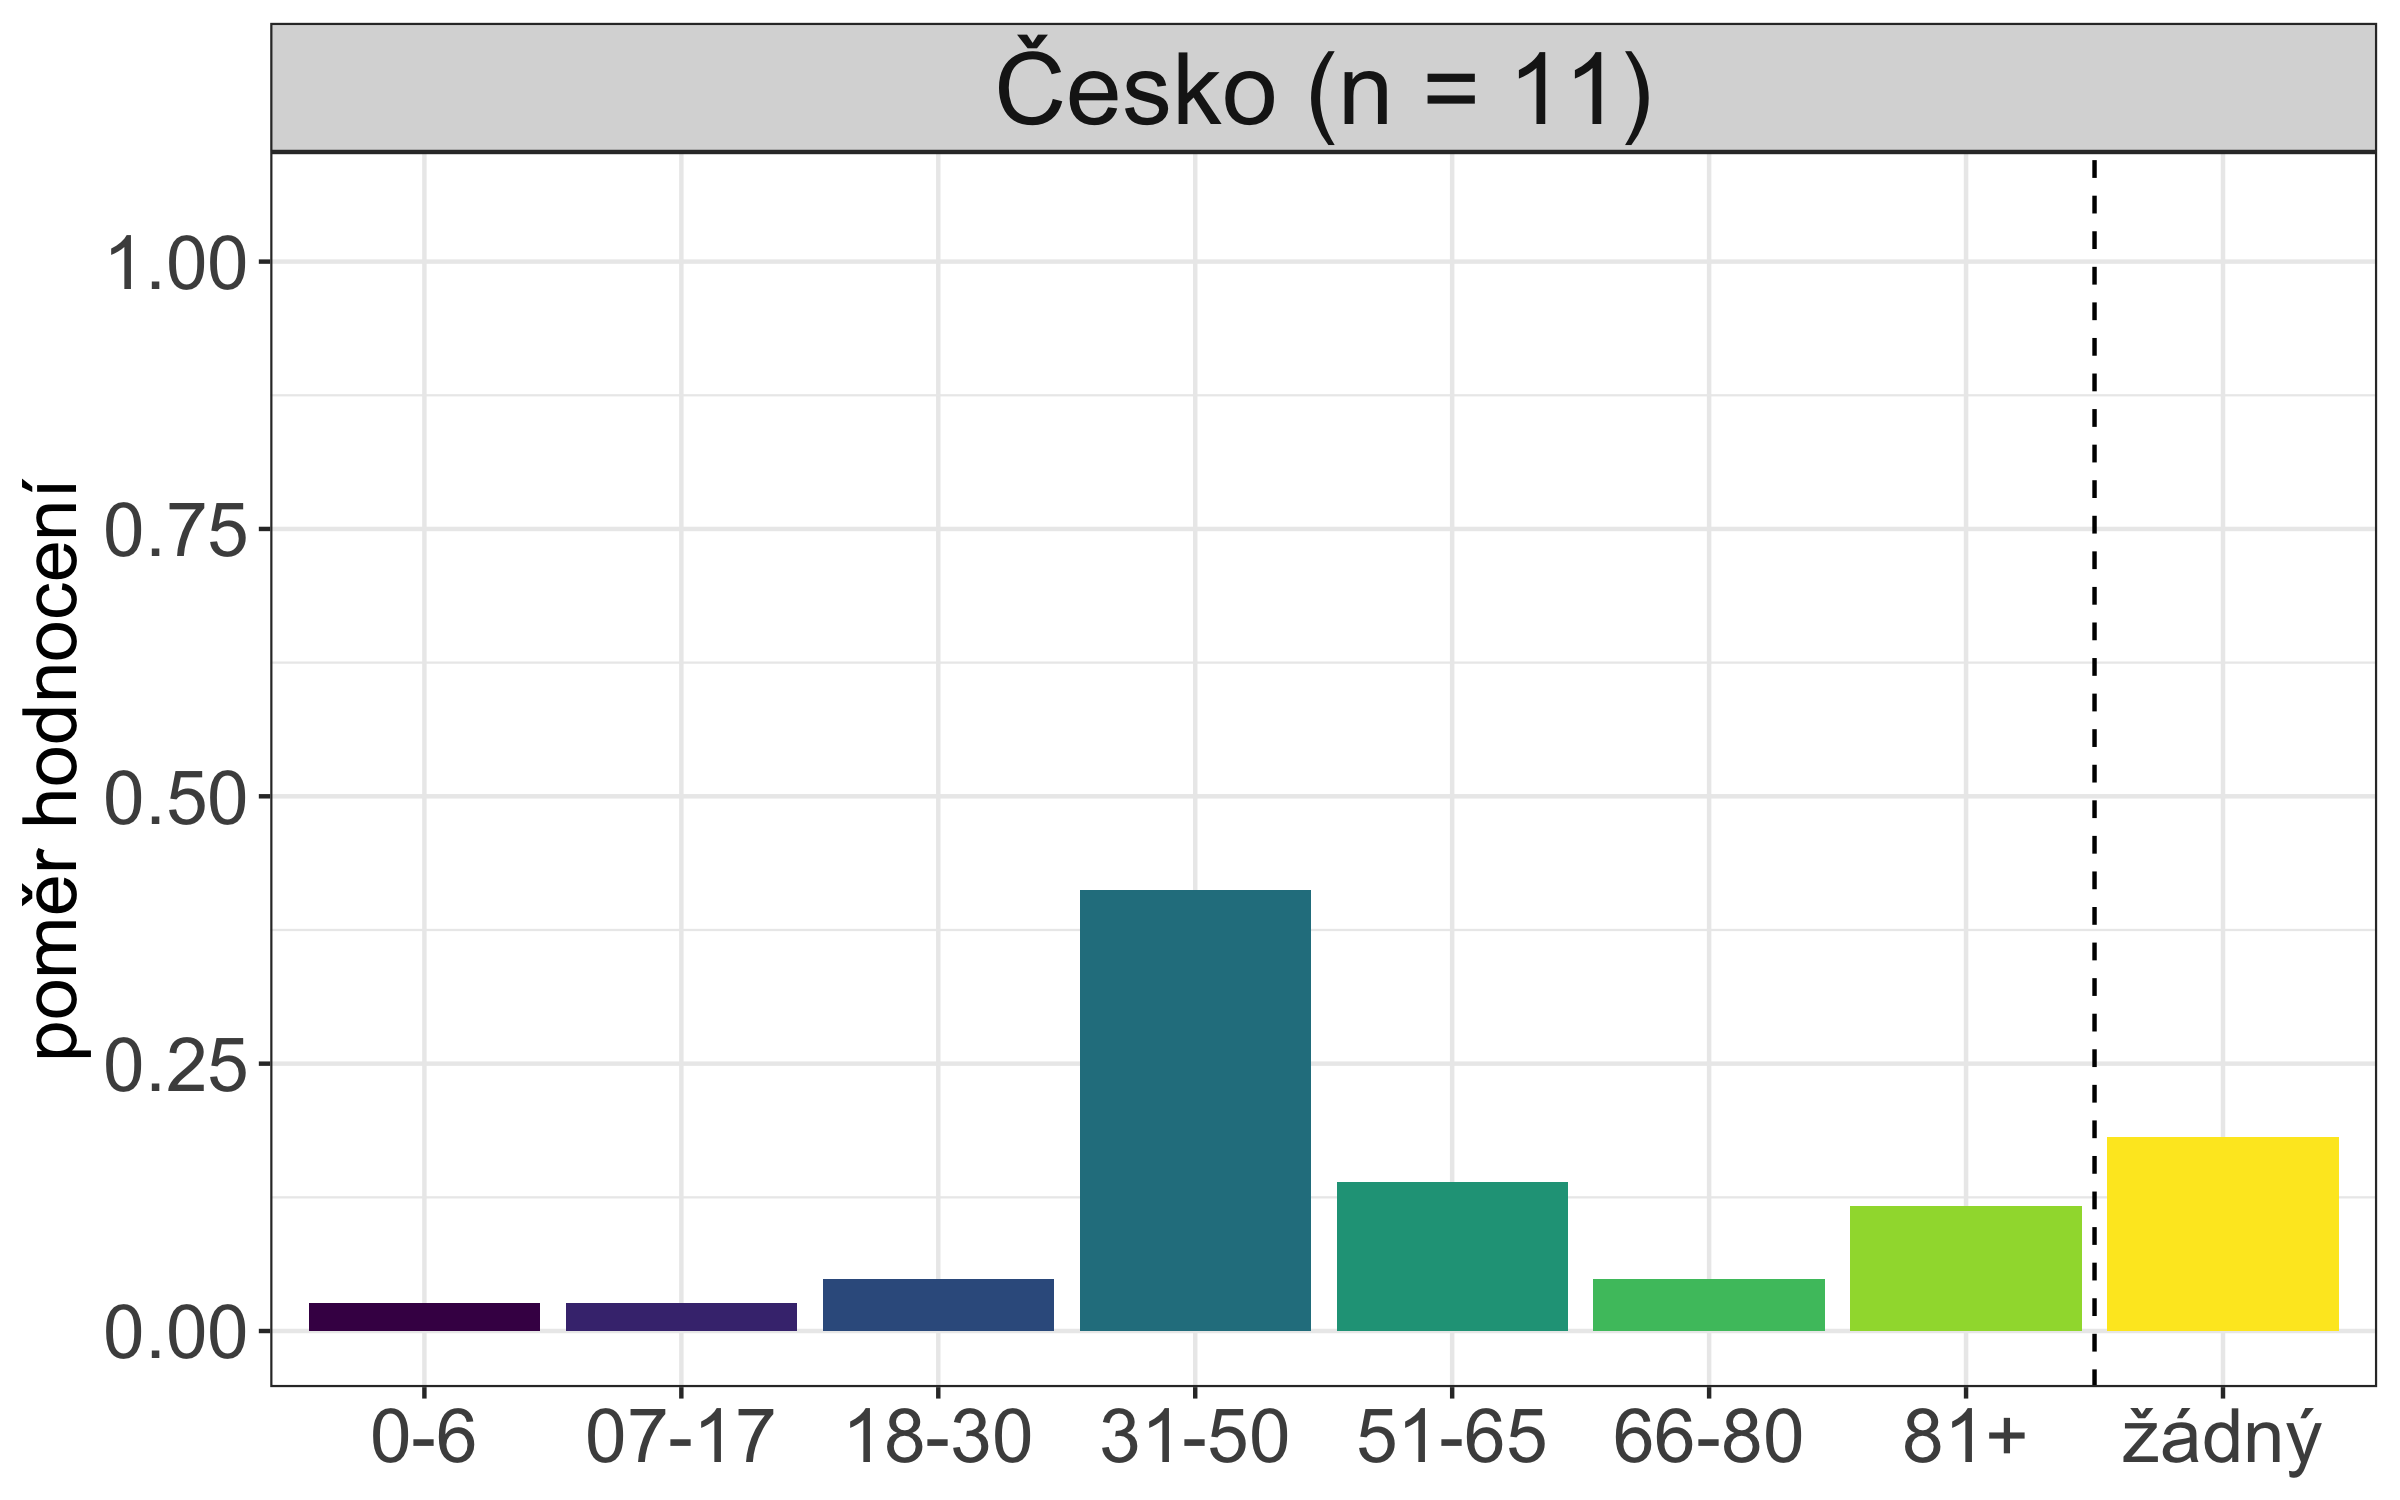 Česko (n = 11)
poměr hodnocení
1.00
0.75
0.50
0.25
0.00
0-6 07-17 18-30 31-50 51-65 66-80 81+ žádný